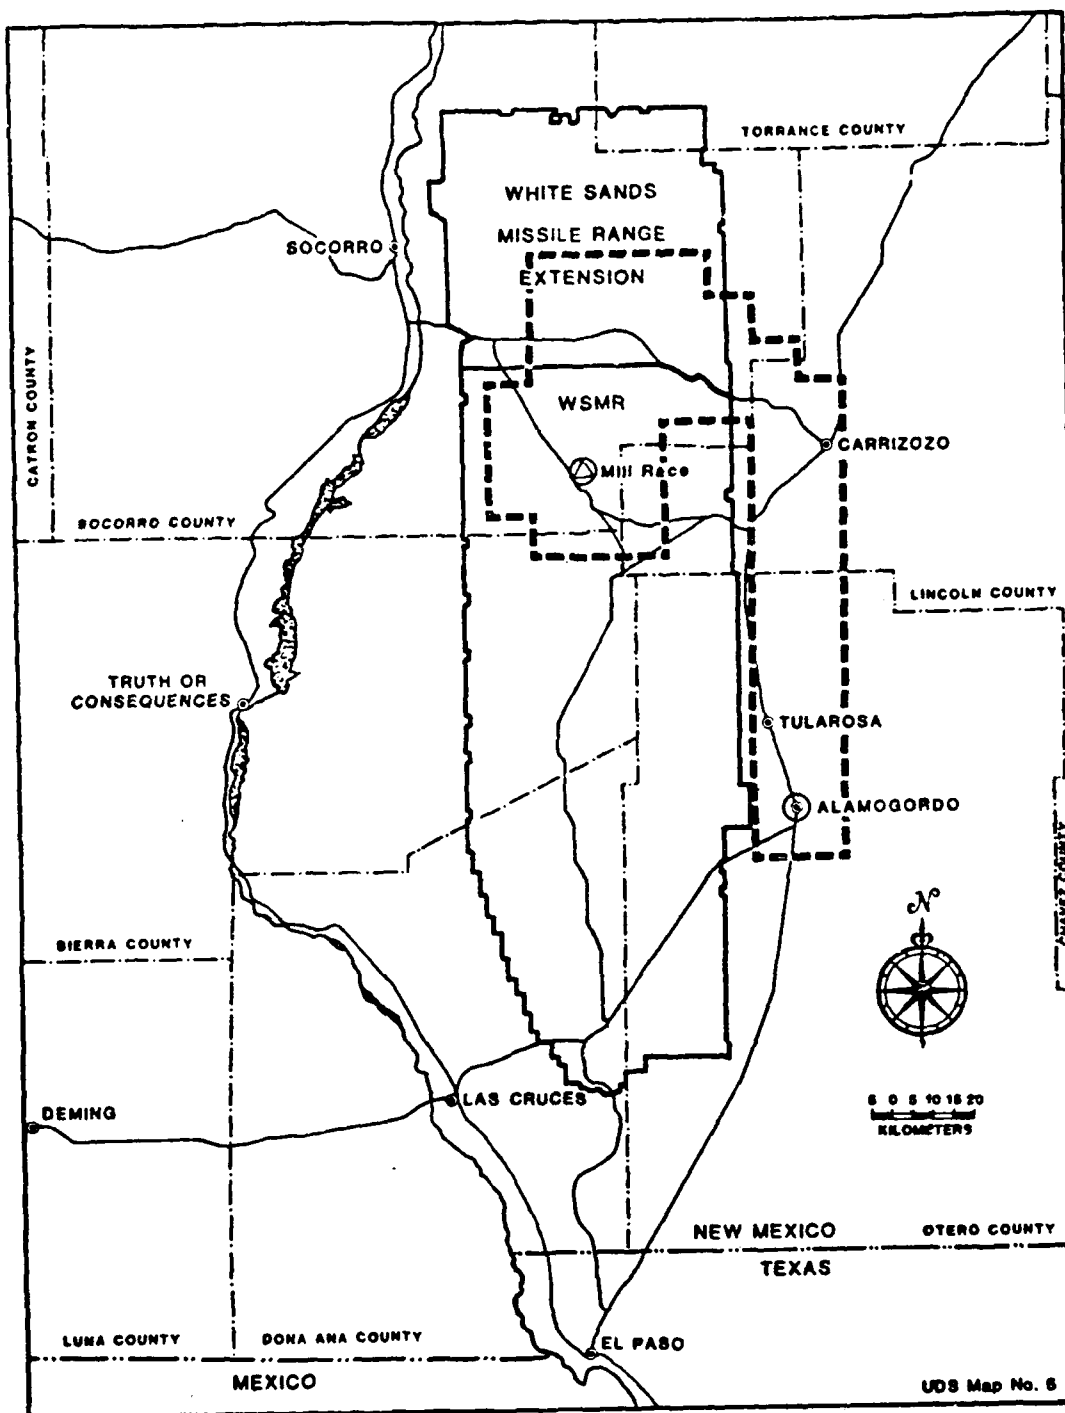 TORRANCE COUNTY
WHITE SANDS
MISSILE RANGE
EXTENSION
SOCORRO
CATRON COUNTY
WSMR
CARRIZOZO
Mill Race
SOCORRO COUNTY
LINCOLN COUNTY
TRUTH OR
CONSEQUENCES
TULAROSA
ALAMOGORDO
CHAVEZ COUNTY
N
SIERRA COUNTY
LAS CRUCES
DEMING
5 0 5 10 15 20
KILOMETERS
NEW MEXICO
OTERO COUNTY
TEXAS
LUNA COUNTY
DONA ANA COUNTY
EL PASO
MEXICO
UDS Map No. 5